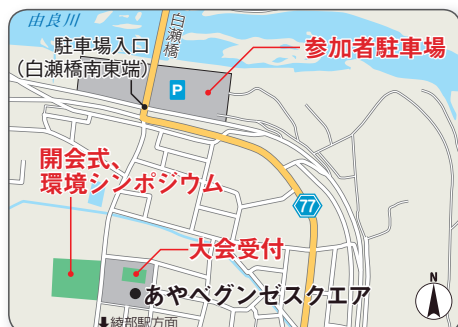 由良川
白瀬橋
駐車場入口
(白瀬橋南東端)
参加者駐車場
P
開会式、
環境シンポジウム
77
大会受付
あやべグンゼスクエア
N
⬇綾部駅方面